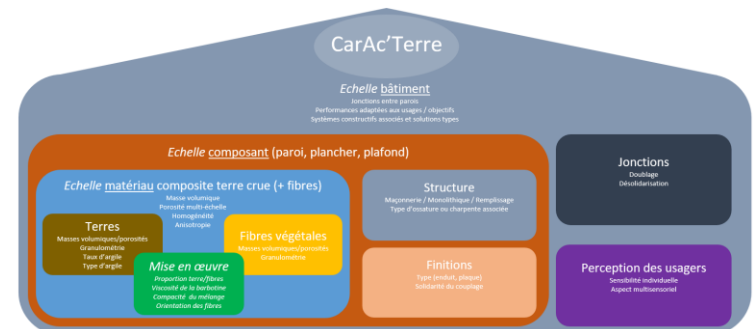 CarAc'Terre
Echelle bâtiment
Jonctions entre parois
Performances adaptées aux usages / objectifs
Systèmes constructifs associés et solutions types
Echelle composant (paroi, plancher, plafond)
Echelle matériau composite terre crue (+ fibres)
Masse volumique
Porosité multi-échelle
Homogénéité
Anisotropie
Terres
Masses volumiques/porosités
Granulométrie
Taux d'argile
Type d'argile
Fibres végétales
Masses volumiques/porosités
Granulométrie
Mise en œuvre
Proportion terre/fibres
Viscosité de la barbotine
Compacité du mélange
Orientation des fibres
Structure
Maçonnerie / Monolithique / Remplissage
Type d'ossature ou charpente associée
Finitions
Type (enduit, plaque)
Solidarité du couplage
Jonctions
Doublage
Désolidarisation
Perception des usagers
Sensibilité individuelle
Aspect multisensoriel